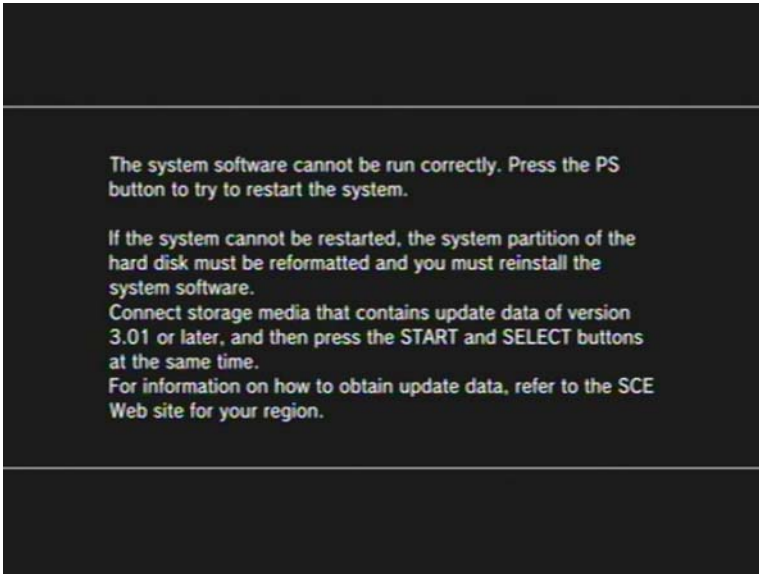 The system software cannot be run correctly. Press the PS
button to try to restart the system.
If the system cannot be restarted, the system partition of the
hard disk must be reformatted and you must reinstall the
system software.
Connect storage media that contains update data of version
3.01 or later, and then press the START and SELECT buttons
at the same time.
For information on how to obtain update data, refer to the SCE
Web site for your region.